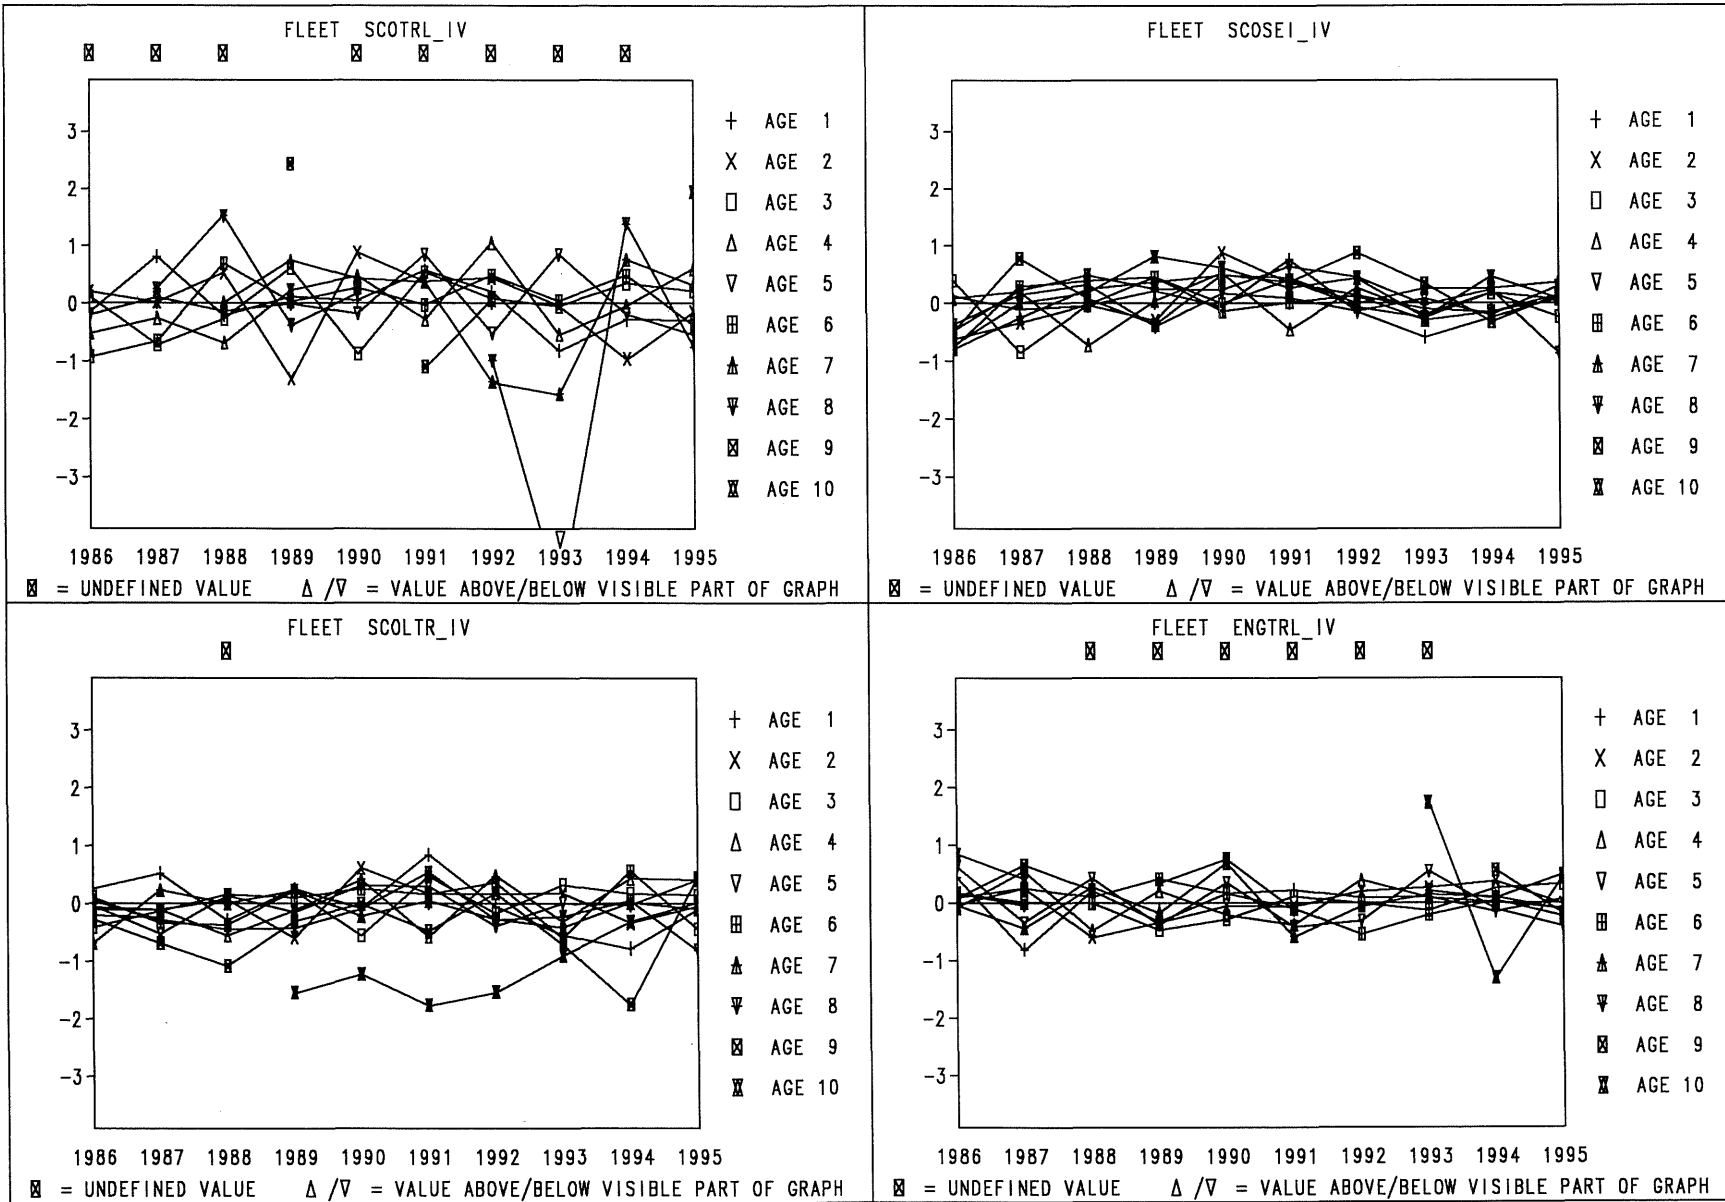 FLEET SCOTRL_IV
3
2
1
0
-1
-2
-3
AGE 1
AGE 2
AGE 3
AGE 4
AGE 5
AGE 6
AGE 7
AGE 8
AGE 9
AGE 10
1986 1987 1988 1989 1990 1991 1992 1993 1994 1995
= UNDEFINED VALUE Δ/∇ = VALUE ABOVE/BELOW VISIBLE PART OF GRAPH
FLEET SCOSEI_IV
3
2
1
0
-1
-2
-3
AGE 1
AGE 2
AGE 3
AGE 4
AGE 5
AGE 6
AGE 7
AGE 8
AGE 9
AGE 10
1986 1987 1988 1989 1990 1991 1992 1993 1994 1995
= UNDEFINED VALUE Δ/∇ = VALUE ABOVE/BELOW VISIBLE PART OF GRAPH
FLEET SCOLTR_IV
3
2
1
0
-1
-2
-3
AGE 1
AGE 2
AGE 3
AGE 4
AGE 5
AGE 6
AGE 7
AGE 8
AGE 9
AGE 10
1986 1987 1988 1989 1990 1991 1992 1993 1994 1995
= UNDEFINED VALUE Δ/∇ = VALUE ABOVE/BELOW VISIBLE PART OF GRAPH
FLEET ENGTRL_IV
3
2
1
0
-1
-2
-3
AGE 1
AGE 2
AGE 3
AGE 4
AGE 5
AGE 6
AGE 7
AGE 8
AGE 9
AGE 10
1986 1987 1988 1989 1990 1991 1992 1993 1994 1995
= UNDEFINED VALUE Δ/∇ = VALUE ABOVE/BELOW VISIBLE PART OF GRAPH